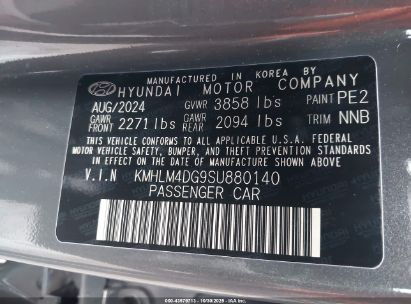 MANUFACTURED IN KOREA BY
HYUNDAI MOTOR COMPANY
AUG/2024 GVWR 3858 lbs PAINT PE2
GAWR FRONT 2271 lbs GAWR REAR 2094 lbs TRIM NNB
THIS VEHICLE CONFORMS TO ALL APPLICABLE U.S.A. FEDERAL
MOTOR VEHICLE SAFETY, BUMPER, AND THEFT PREVENTION
STANDARDS IN EFFECT ON THE DATE OF MANUFACTURE
SHOWN ABOVE.
V.I.N KMHLM4DG9SU880140
PASSENGER CAR